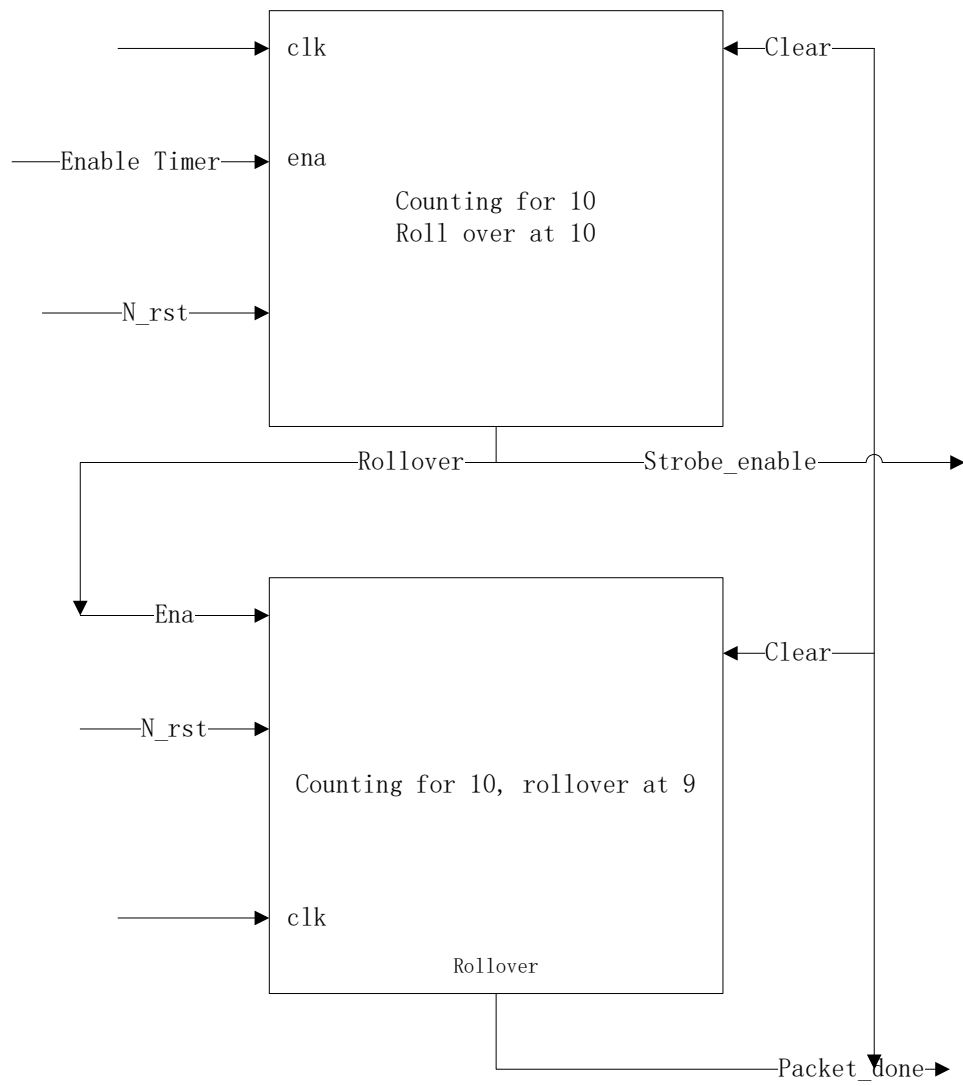 clk
Clear
Enable Timer
ena
Counting for 10
Roll over at 10
N_rst
Rollover
Strobe_enable
Ena
Clear
N_rst
Counting for 10, rollover at 9
clk
Rollover
Packet_done